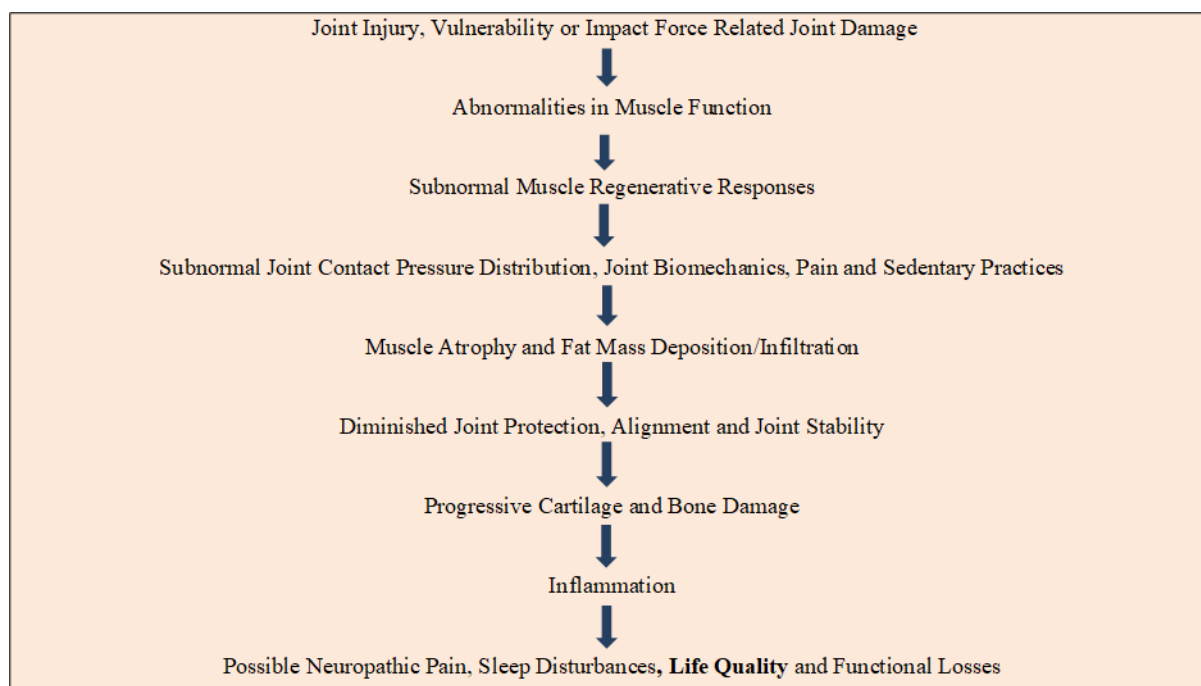 Joint Injury, Vulnerability or Impact Force Related Joint Damage
Abnormalities in Muscle Function
Subnormal Muscle Regenerative Responses
Subnormal Joint Contact Pressure Distribution, Joint Biomechanics, Pain and Sedentary Practices
Muscle Atrophy and Fat Mass Deposition/Infiltration
Diminished Joint Protection, Alignment and Joint Stability
Progressive Cartilage and Bone Damage
Inflammation
Possible Neuropathic Pain, Sleep Disturbances, Life Quality and Functional Losses